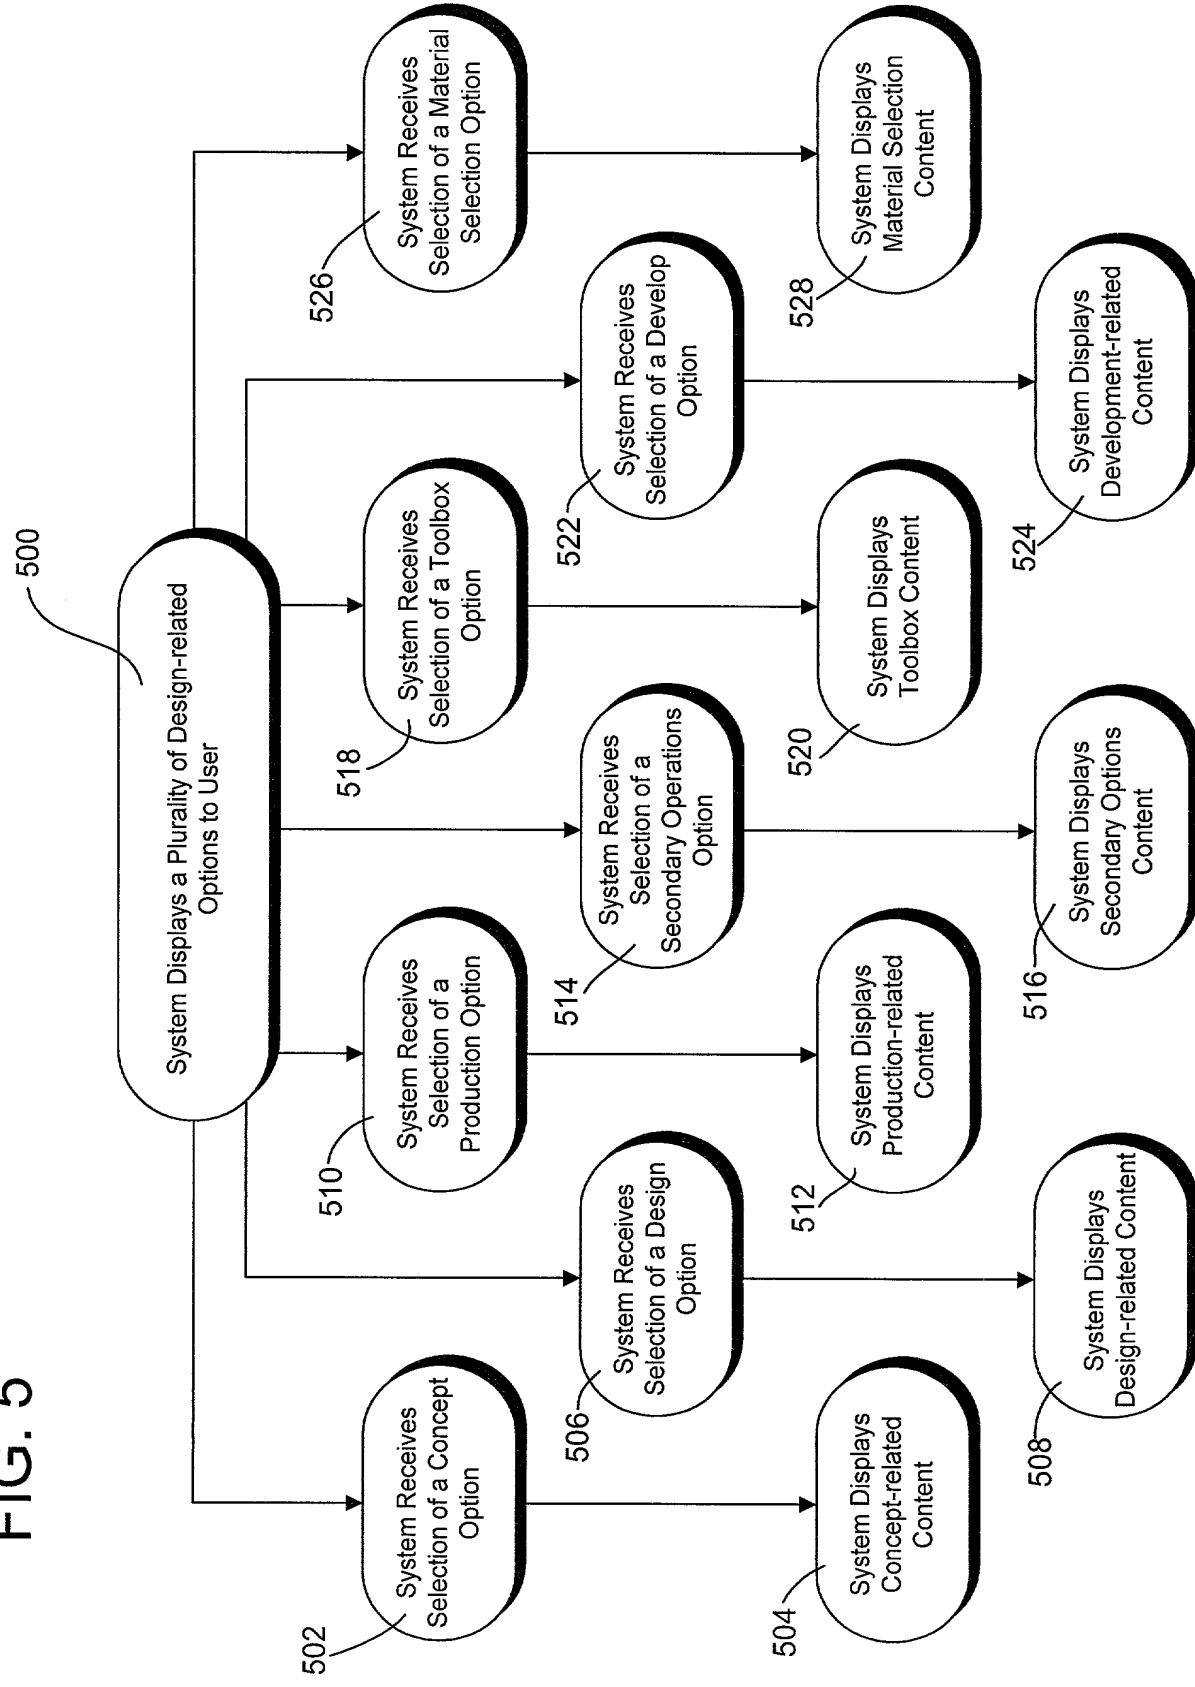 FIG. 5
500
System Displays a Plurality of Design-related
Options to User
502
System Receives
Selection of a Concept
Option
510
System Receives
Selection of a
Production Option
518
System Receives
Selection of a Toolbox
Option
526
System Receives
Selection of a Material
Selection Option
506
System Receives
Selection of a Design
Option
514
System Receives
Selection of a
Secondary Operations
Option
522
System Receives
Selection of a Develop
Option
504
System Displays
Concept-related
Content
512
System Displays
Production-related
Content
520
System Displays
Toolbox Content
528
System Displays
Material Selection
Content
508
System Displays
Design-related Content
516
System Displays
Secondary Options
Content
524
System Displays
Development-related
Content